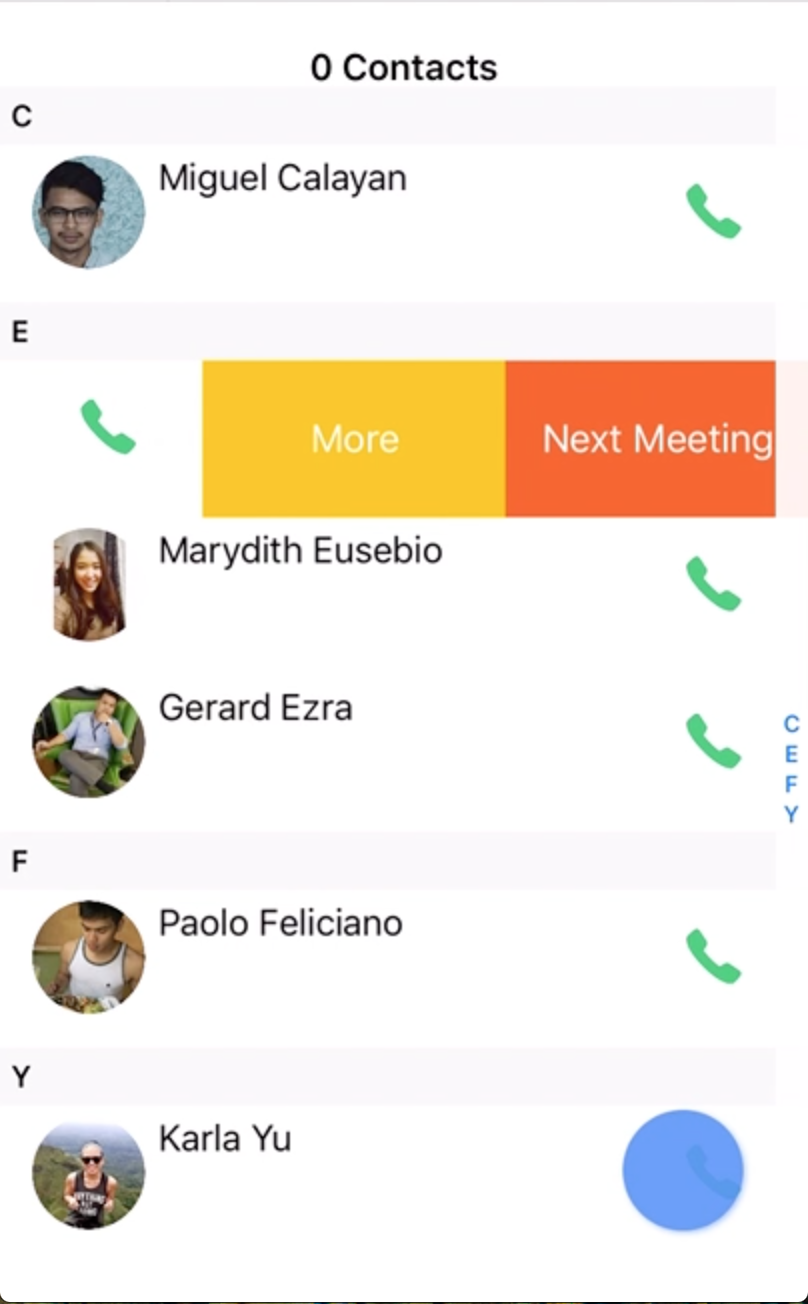 0 Contacts
C
Miguel Calayan
E
More Next Meeting
Marydith Eusebio
Gerard Ezra
C
E
F
Y
F
Paolo Feliciano
Y
Karla Yu